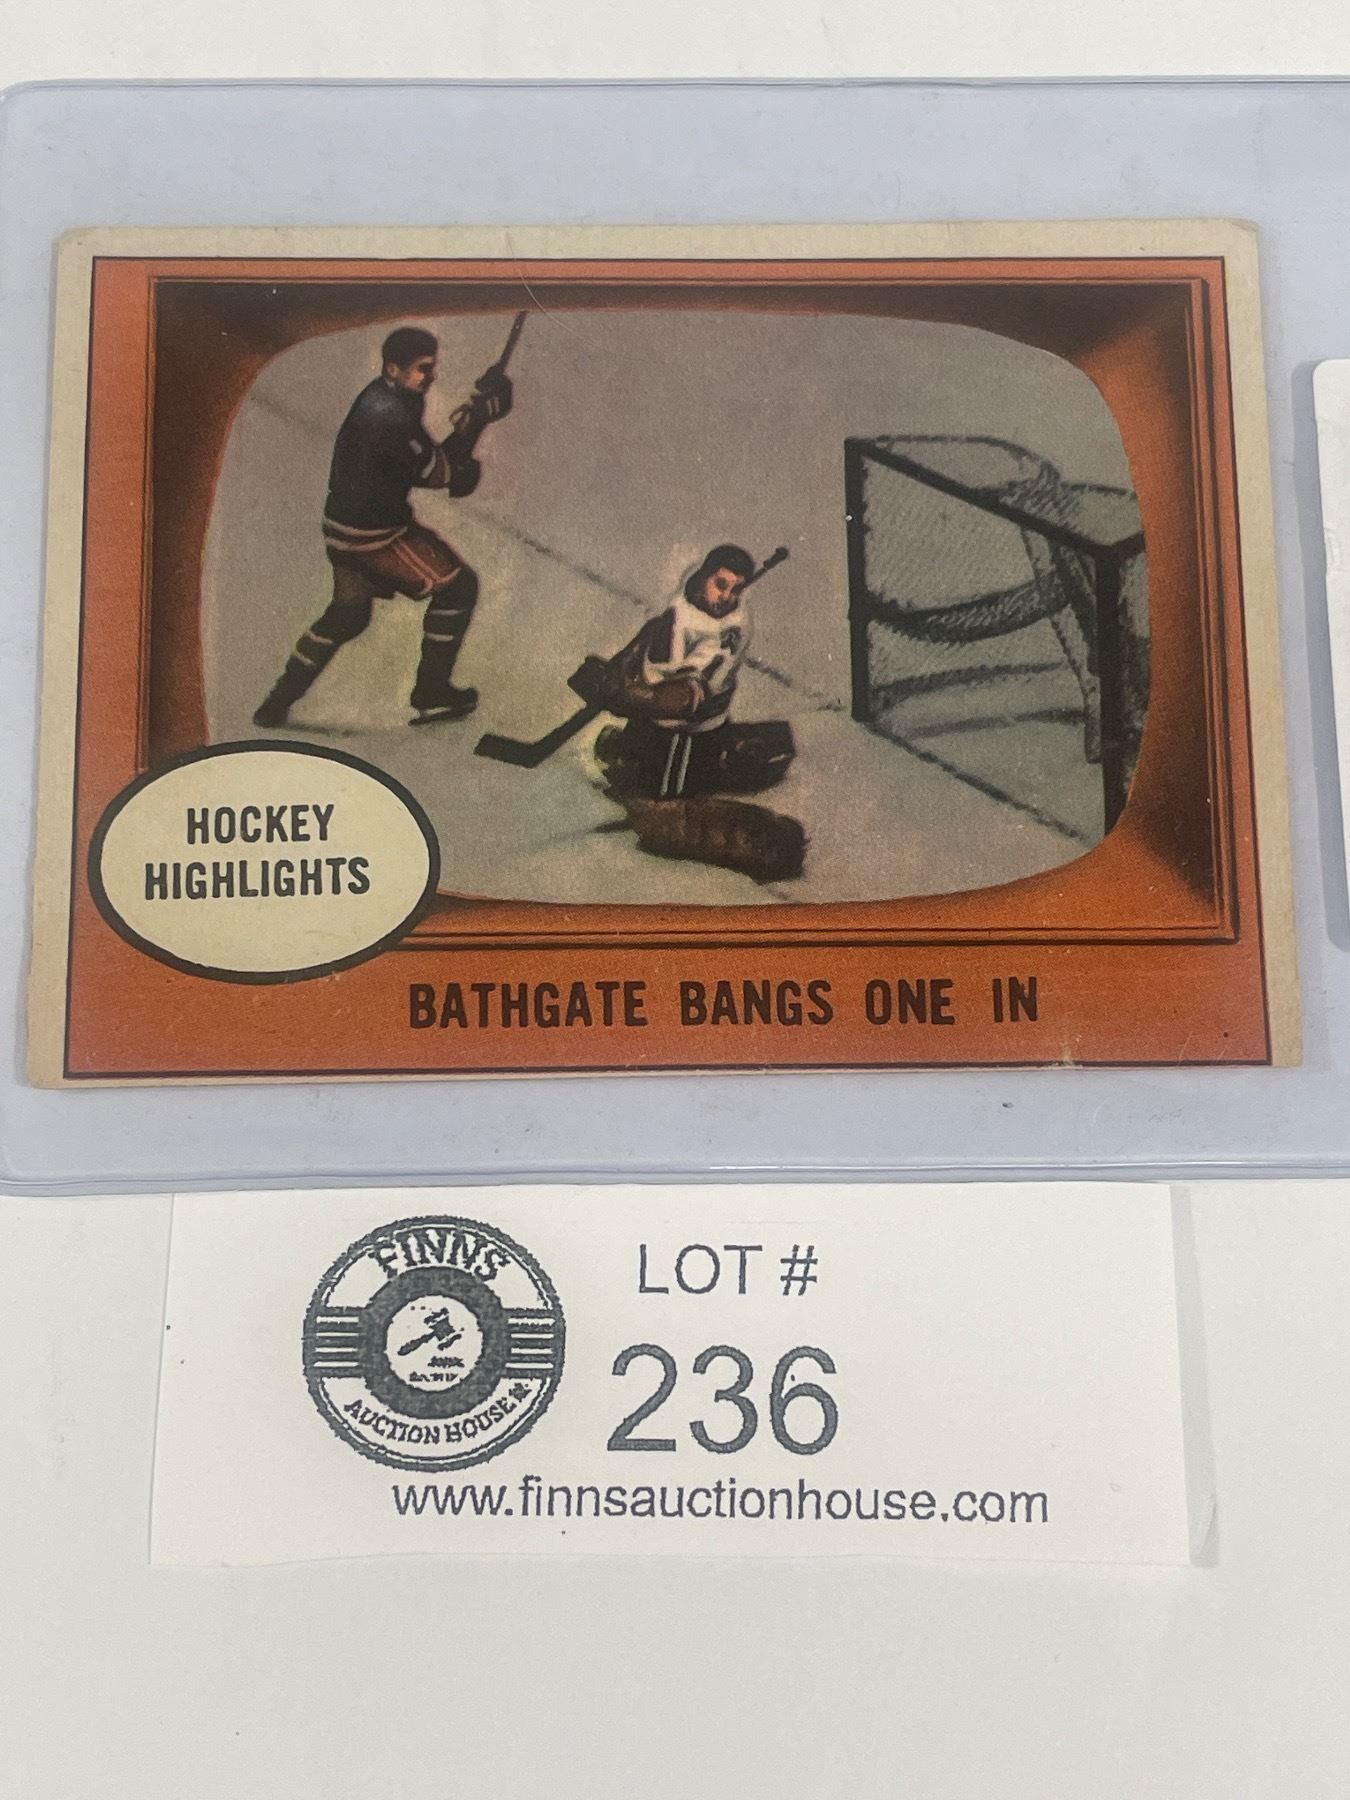 HOCKEY
HIGHLIGHTS
BATHGATE BANGS ONE IN
FINNS
AUCTION HOUSE
LOT #
236
www.finnsauctionhouse.com